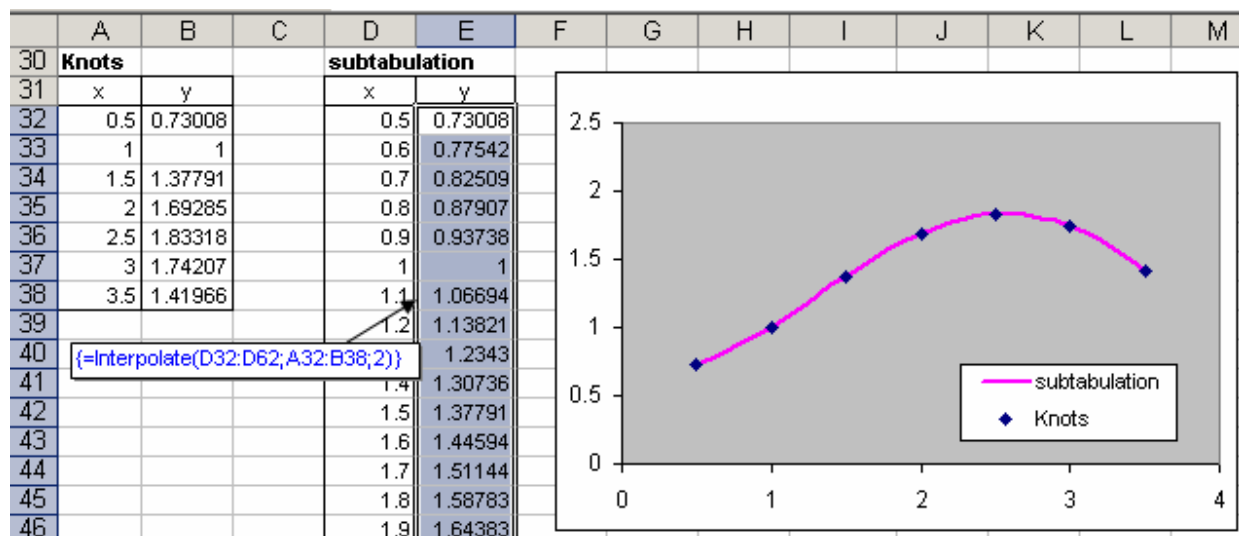 A B C D E F G H I J K L M
30 Knots subtabulation
31 x y x y
32 0.5 0.73008 0.5 0.73008
33 1 1 0.6 0.77542
34 1.5 1.37791 0.7 0.82509
35 2 1.69285 0.8 0.87907
36 2.5 1.83318 0.9 0.93738
37 3 1.74207 1 1
38 3.5 1.41966 1.1 1.06694
39 1.2 1.13821
40 {=Interpolate(D32:D62;A32:B38;2)} 1.2343
41 1.4 1.30736
42 1.5 1.37791
43 1.6 1.44594
44 1.7 1.51144
45 1.8 1.58783
46 1.9 1.64383
2.5
2
1.5
1
0.5
0
0 1 2 3 4
subtabulation
Knots